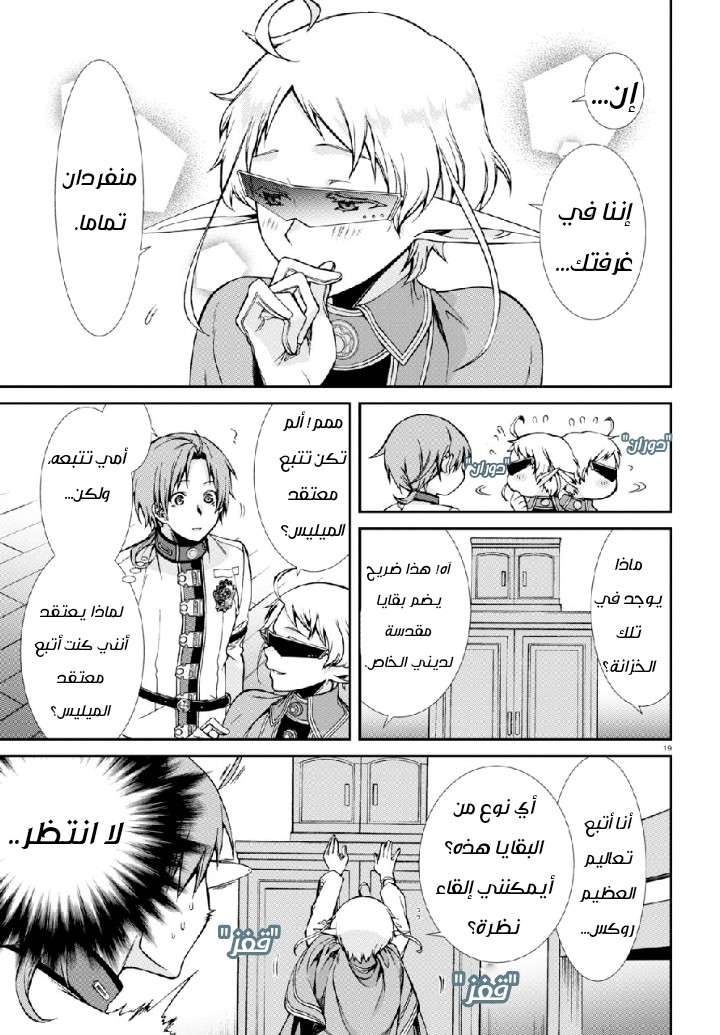 إن...
إننا في
غرفتك...
منفردان
تماما.
"دوران"
"دوران"
ماذا
يوجد في
تلك
الخزانة؟
آه! هذا ضريح
يضم بقايا
مقدسة
لديني الخاص.
ممم! ألم
تكن تتبع
معتقد
الميليس؟
?
أمي تتبعه،
ولكن...
لماذا يعتقد
أنني كنت أتبع
معتقد
الميليس؟
19
أنا أتبع
تعاليم
العظيم
روكس...
أي نوع من
البقايا هذه؟
أيمكنني إلقاء
نظرة؟
"قفز"
"قفز"
لا انتظر..